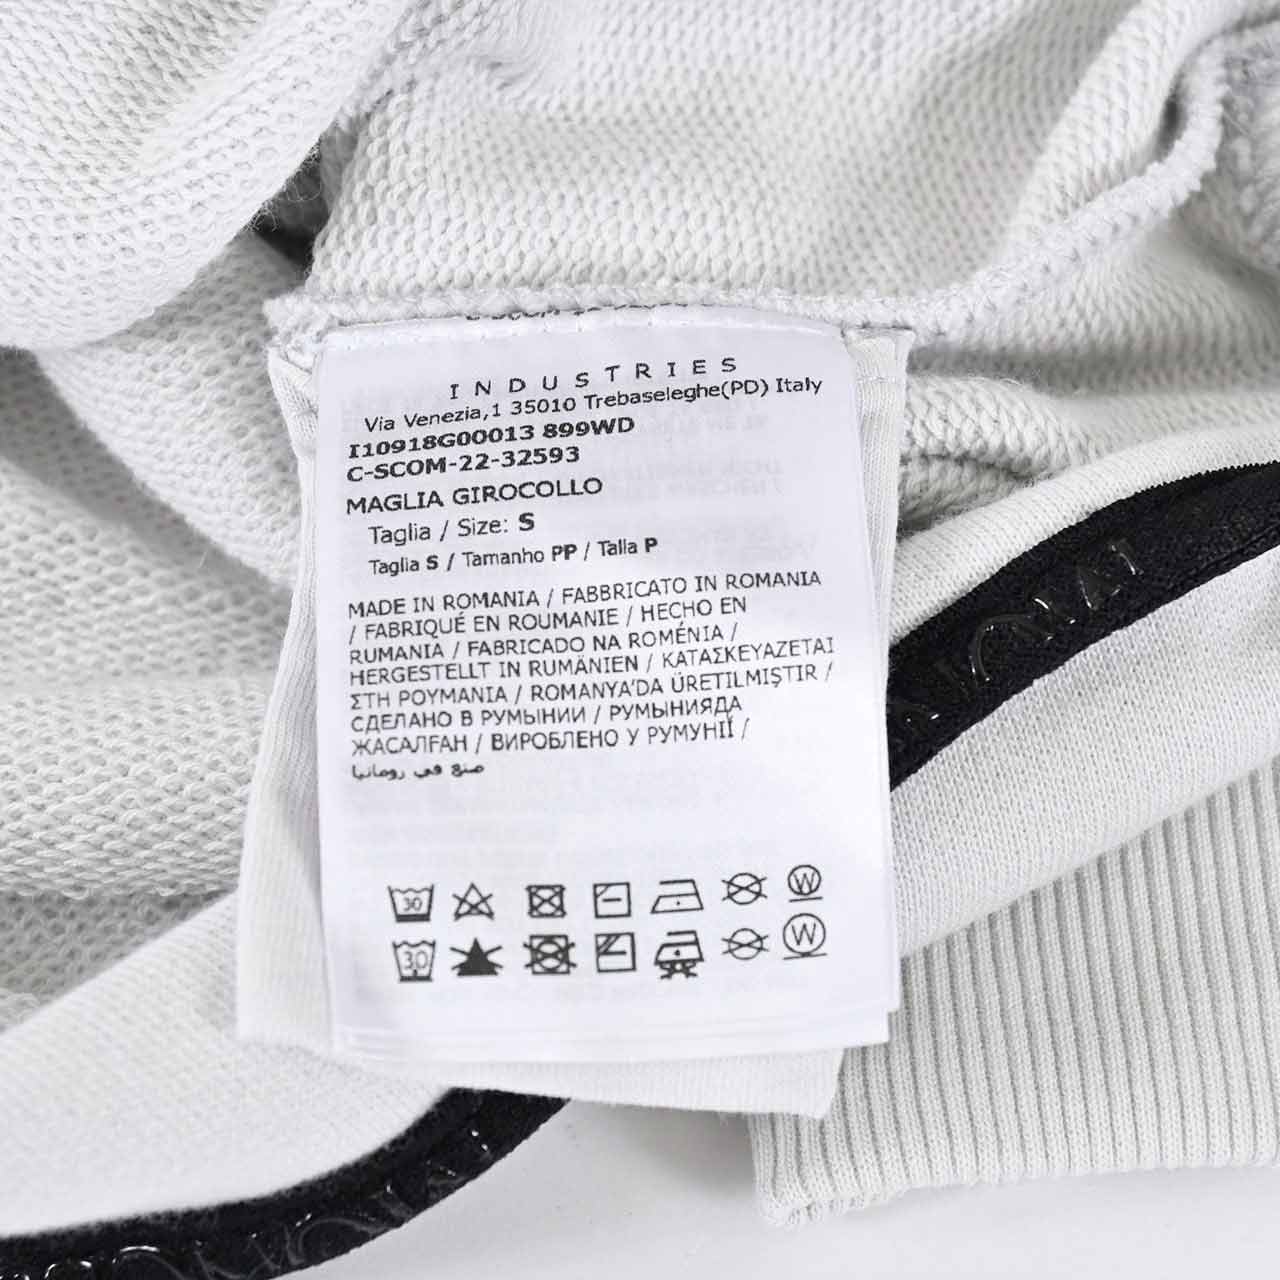 INDUSTRIES
Via Venezia,1 35010 Trebaseleghe(PD) Italy
I10918G00013 899WD
C-SCOM-22-32593
MAGLIA GIROCOLLO
Taglia / Size: S
Taglia S / Tamanho PP / Talla P
MADE IN ROMANIA / FABBRICATO IN ROMANIA
/ FABRIQUÉ EN ROUMANIE / HECHO EN
RUMANIA / FABRICADO NA ROMÉNIA /
HERGESTELLT IN RUMÄNIEN / ΚΑΤΑΣΚΕΥΑΖΕΤΑΙ
ΣΤΗ ΡΟΥΜΑΝΙΑ / ROMANYA'DA ÜRETILMIŞTIR /
СДЕЛАНО В РУМЫНИИ / РУМЫНИЯДА
ЖАСАЛҒАН / ВИРОБЛЕНО У РУМУНІЇ /
صنع في رومانيا
30 W
30 W